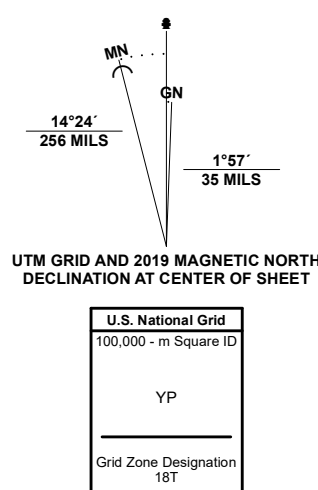 MN
GN
14°24´
256 MILS
1°57´
35 MILS
UTM GRID AND 2019 MAGNETIC NORTH
DECLINATION AT CENTER OF SHEET
U.S. National Grid
100,000 - m Square ID
YP
Grid Zone Designation
18T